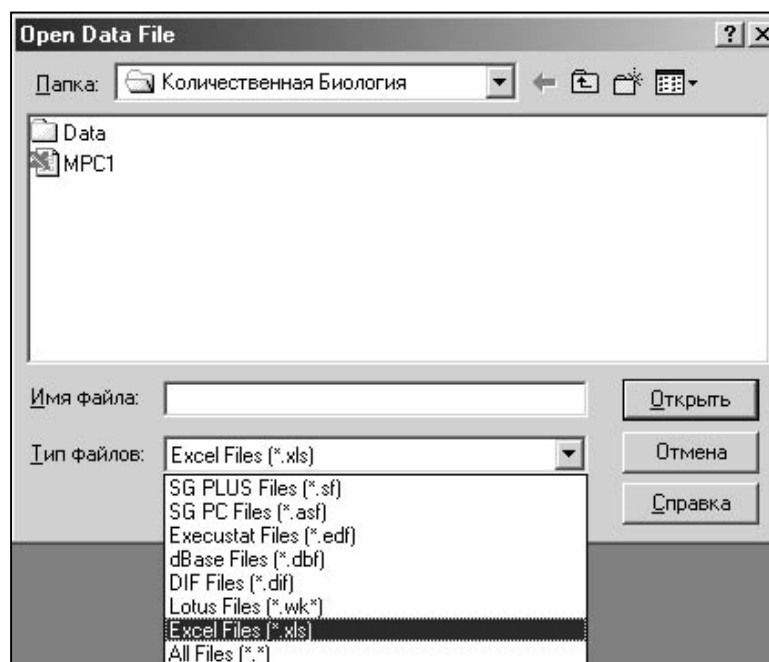 Open Data File
Папка: Количественная Биология
Data
MPC1
Имя файла:
Открыть
Тип файлов: Excel Files (*.xls)
Отмена
SG PLUS Files (*.sf)
SG PC Files (*.asf)
Справка
Execustat Files (*.edf)
dBase Files (*.dbf)
DIF Files (*.dif)
Lotus Files (*.wk*)
Excel Files (*.xls)
All Files (*.*)